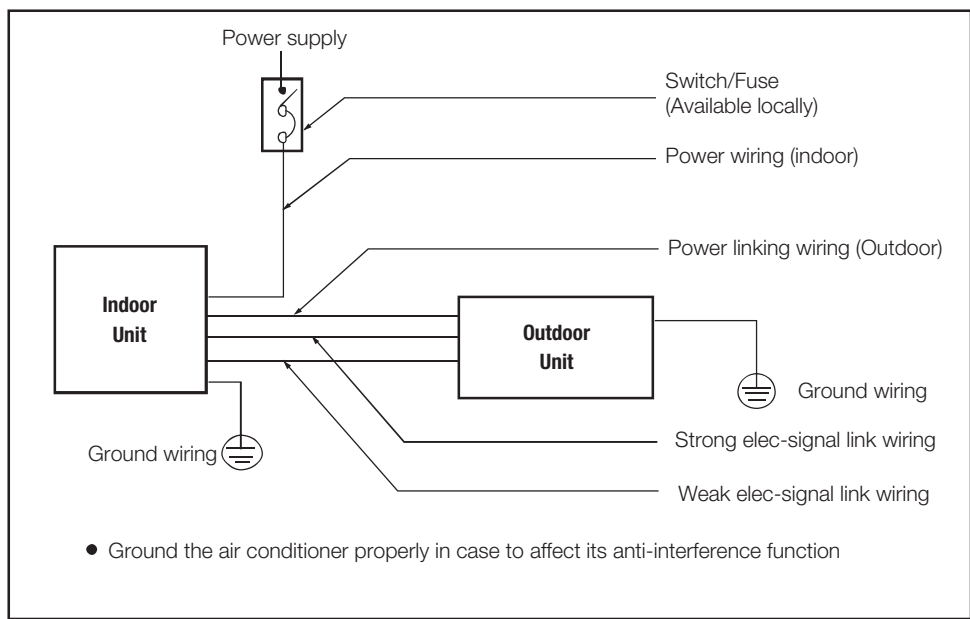 Power supply
Switch/Fuse
(Available locally)
Power wiring (indoor)
Power linking wiring (Outdoor)
Indoor
Unit
Outdoor
Unit
Ground wiring
Ground wiring
Strong elec-signal link wiring
Weak elec-signal link wiring
● Ground the air conditioner properly in case to affect its anti-interference function